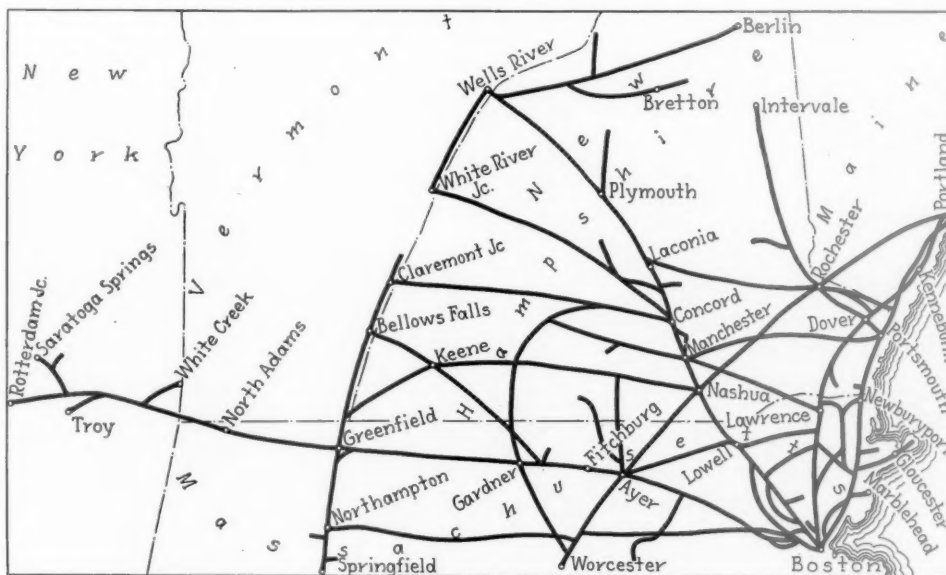 New
York
Vermont
New
Hampshire
Maine
Massachusetts
Berlin
Wells River
Bretton
Intervale
White River
Jc.
Plymouth
Portland
Laconia
Rochester
Claremont Jc
Saratoga Springs
Rotterdam Jc.
White Creek
North Adams
Bellows Falls
Concord
Manchester
Dover
Portsmouth
Keene
Troy
Greenfield
Nashua
Lawrence
Newburyport
Fitchburg
Lowell
Gloucester
Gardner
Ayer
Marblehead
Northampton
Springfield
Worcester
Boston